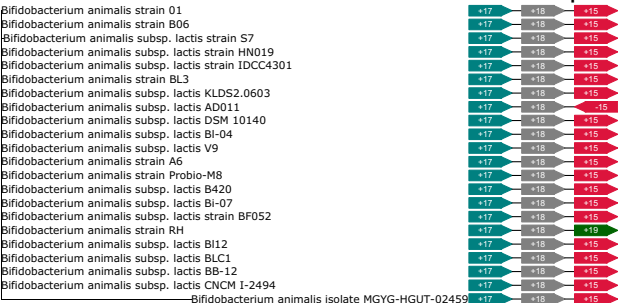 Bifidobacterium animalis strain 01 +17 +18 +15
Bifidobacterium animalis strain B06 +17 +18 +15
Bifidobacterium animalis subsp. lactis strain S7 +17 +18 +15
Bifidobacterium animalis subsp. lactis strain HN019 +17 +18 +15
Bifidobacterium animalis subsp. lactis strain IDCC4301 +17 +18 +15
Bifidobacterium animalis strain BL3 +17 +18 +15
Bifidobacterium animalis subsp. lactis KLDS2.0603 +17 +18 +15
Bifidobacterium animalis subsp. lactis AD011 +17 +18 -15
Bifidobacterium animalis subsp. lactis DSM 10140 +17 +18 +15
Bifidobacterium animalis subsp. lactis Bl-04 +17 +18 +15
Bifidobacterium animalis subsp. lactis V9 +17 +18 +15
Bifidobacterium animalis strain A6 +17 +18 +15
Bifidobacterium animalis strain Probio-M8 +17 +18 +15
Bifidobacterium animalis subsp. lactis B420 +17 +18 +15
Bifidobacterium animalis subsp. lactis Bi-07 +17 +18 +15
Bifidobacterium animalis subsp. lactis strain BF052 +17 +18 +15
Bifidobacterium animalis strain RH +17 +18 +19
Bifidobacterium animalis subsp. lactis Bl12 +17 +18 +15
Bifidobacterium animalis subsp. lactis BLC1 +17 +18 +15
Bifidobacterium animalis subsp. lactis BB-12 +17 +18 +15
Bifidobacterium animalis subsp. lactis CNCM I-2494 +17 +18 +15
Bifidobacterium animalis isolate MGYG-HGUT-02459 +17 +18 +15